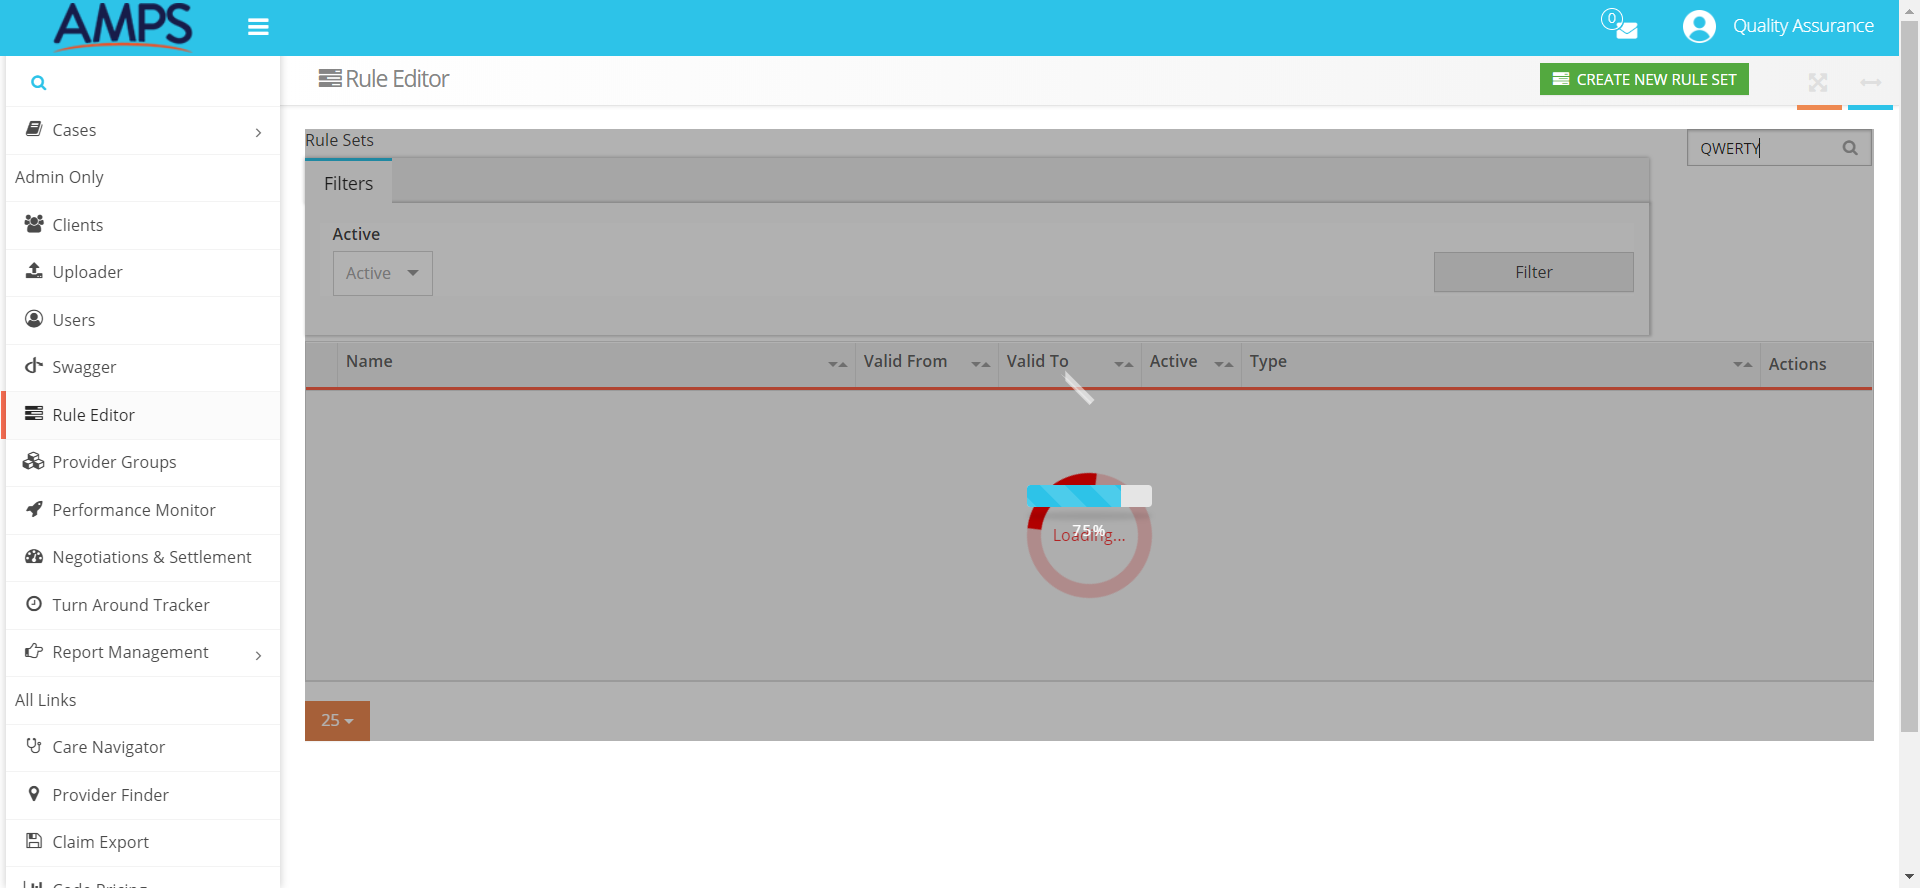 AMPS
0
Quality Assurance
Rule Editor
CREATE NEW RULE SET
Cases
Admin Only
Clients
Uploader
Users
Swagger
Rule Editor
Provider Groups
Performance Monitor
Negotiations & Settlement
Turn Around Tracker
Report Management
All Links
Care Navigator
Provider Finder
Claim Export
Rule Sets
QWERTY
Filters
Active
Active
Filter
Name Valid From Valid To Active Type Actions
75%
Loading...
25